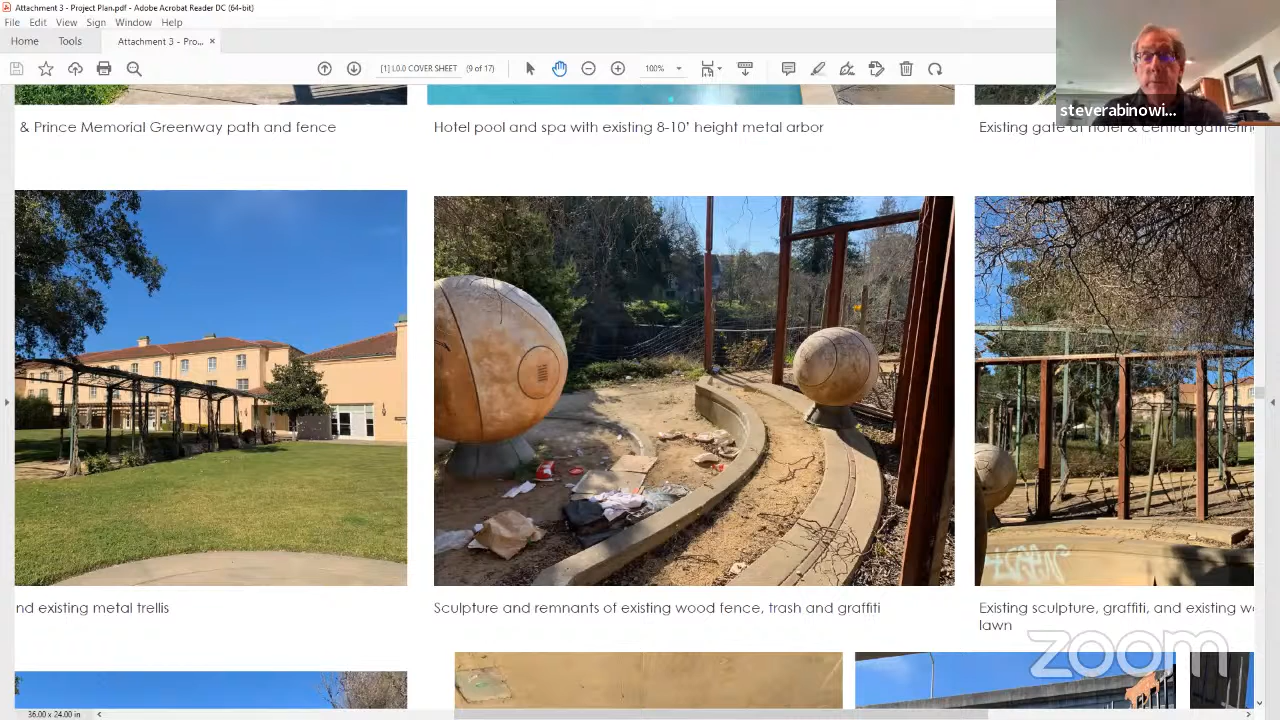 Attachment 3 - Project Plan.pdf - Adobe Acrobat Reader DC (64-bit)
File Edit View Sign Window Help
Home Tools Attachment 3 - Pro... ×
[1] L0.0 COVER SHEET (9 of 17) 100%
steverabinowi...
& Prince Memorial Greenway path and fence
Hotel pool and spa with existing 8-10' height metal arbor
Existing gate at hotel & central gatherin
nd existing metal trellis
Sculpture and remnants of existing wood fence, trash and graffiti
Existing sculpture, graffiti, and existing wo
lawn
zoom
36.00 x 24.00 in